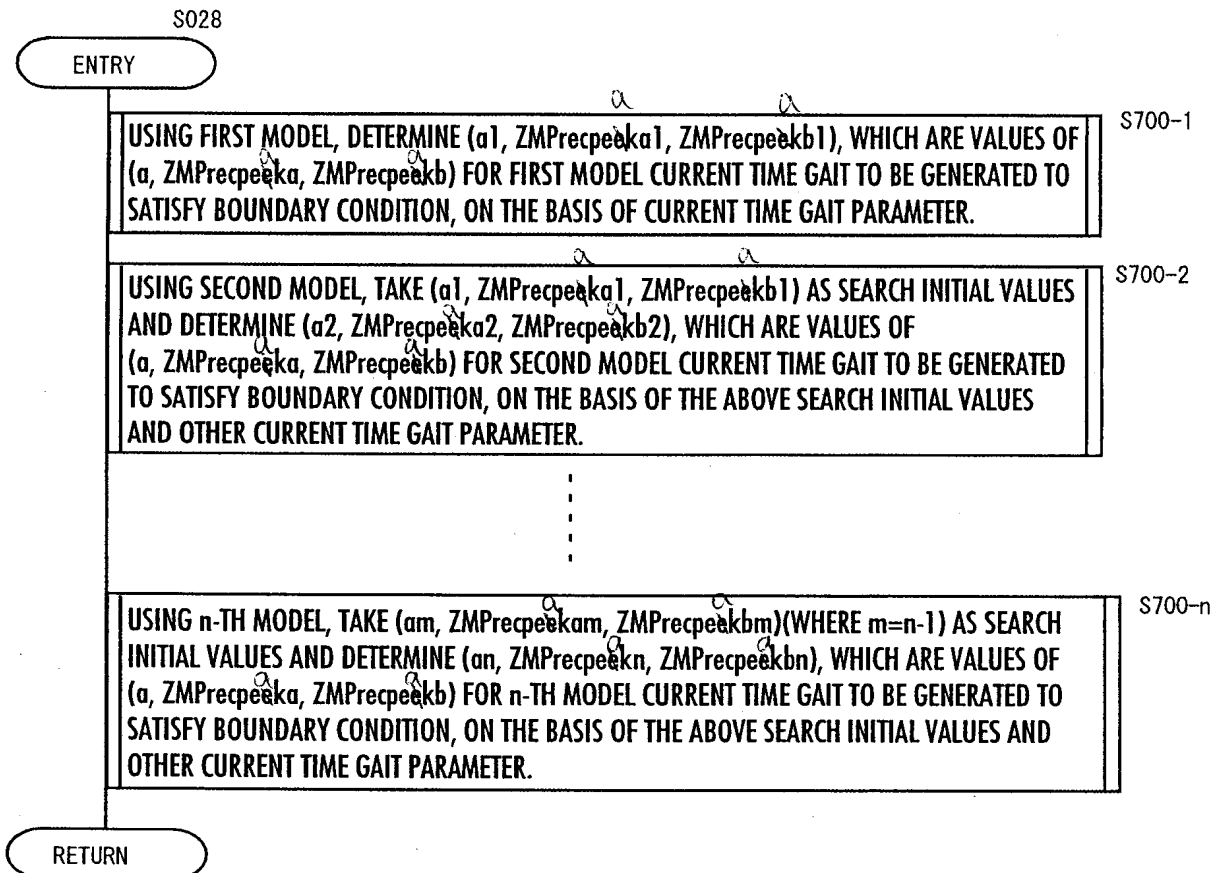 S028
ENTRY
S700-1
USING FIRST MODEL, DETERMINE (a1, ZMPrecpeaka1, ZMPrecpeakb1), WHICH ARE VALUES OF
(a, ZMPrecpeaka, ZMPrecpeakb) FOR FIRST MODEL CURRENT TIME GAIT TO BE GENERATED TO
SATISFY BOUNDARY CONDITION, ON THE BASIS OF CURRENT TIME GAIT PARAMETER.
S700-2
USING SECOND MODEL, TAKE (a1, ZMPrecpeaka1, ZMPrecpeakb1) AS SEARCH INITIAL VALUES
AND DETERMINE (a2, ZMPrecpeaka2, ZMPrecpeakb2), WHICH ARE VALUES OF
(a, ZMPrecpeaka, ZMPrecpeakb) FOR SECOND MODEL CURRENT TIME GAIT TO BE GENERATED
TO SATISFY BOUNDARY CONDITION, ON THE BASIS OF THE ABOVE SEARCH INITIAL VALUES
AND OTHER CURRENT TIME GAIT PARAMETER.
S700-n
USING n-TH MODEL, TAKE (am, ZMPrecpeakam, ZMPrecpeakbm)(WHERE m=n-1) AS SEARCH
INITIAL VALUES AND DETERMINE (an, ZMPrecpeakn, ZMPrecpeakbn), WHICH ARE VALUES OF
(a, ZMPrecpeaka, ZMPrecpeakb) FOR n-TH MODEL CURRENT TIME GAIT TO BE GENERATED TO
SATISFY BOUNDARY CONDITION, ON THE BASIS OF THE ABOVE SEARCH INITIAL VALUES AND
OTHER CURRENT TIME GAIT PARAMETER.
RETURN